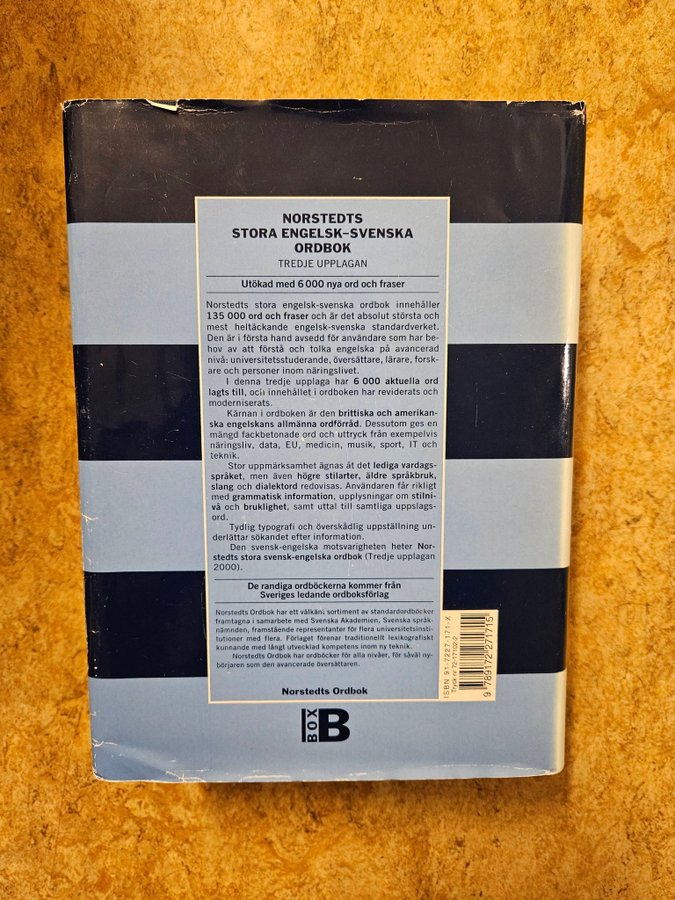 NORSTEDTS
STORA ENGELSK–SVENSKA
ORDBOK
TREDJE UPPLAGAN
Utökad med 6 000 nya ord och fraser
Norstedts stora engelsk-svenska ordbok innehåller
135 000 ord och fraser och är det absolut största och
mest heltäckande engelsk-svenska standardverket.
Den är i första hand avsedd för användare som har be-
hov av att förstå och tolka engelska på avancerad
nivå: universitetsstuderande, översättare, lärare, forsk-
are och personer inom näringslivet.
I denna tredje upplaga har 6 000 aktuella ord
lagts till, och innehållet i ordboken har reviderats och
moderniserats.
Kärnan i ordboken är den brittiska och amerikan-
ska engelskans allmänna ordförråd. Dessutom ges en
mängd fackbetonade ord och uttryck från exempelvis
näringsliv, data, EU, medicin, musik, sport, IT och
teknik.
Stor uppmärksamhet ägnas åt det lediga vardags-
språket, men även högre stilarter, äldre språkbruk,
slang och dialektord redovisas. Användaren får rikligt
med grammatisk information, upplysningar om stilni-
vå och bruklighet, samt uttal till samtliga uppslags-
ord.
Tydlig typografi och överskådlig uppställning un-
derlättar sökandet efter information.
Den svensk-engelska motsvarigheten heter Nor-
stedts stora svensk-engelska ordbok (Tredje upplagan
2000).
De randiga ordböckerna kommer från
Sveriges ledande ordboksförlag
Norstedts Ordbok har ett välkänt sortiment av standardordböcker
framtagna i samarbete med Svenska Akademien, Svenska språk-
nämnden, framstående representanter för flera universitetsinsti-
tutioner med flera. Förlaget förenar traditionellt lexikografiskt
kunnande med långt utvecklad kompetens inom ny teknik.
Norstedts Ordbok har ordböcker för alla nivåer, för såväl ny-
börjaren som den avancerade översättaren.
Norstedts Ordbok
BOX B
ISBN 91-7227-171-X
Tryck nr 72-17102-2
9 789172 271715